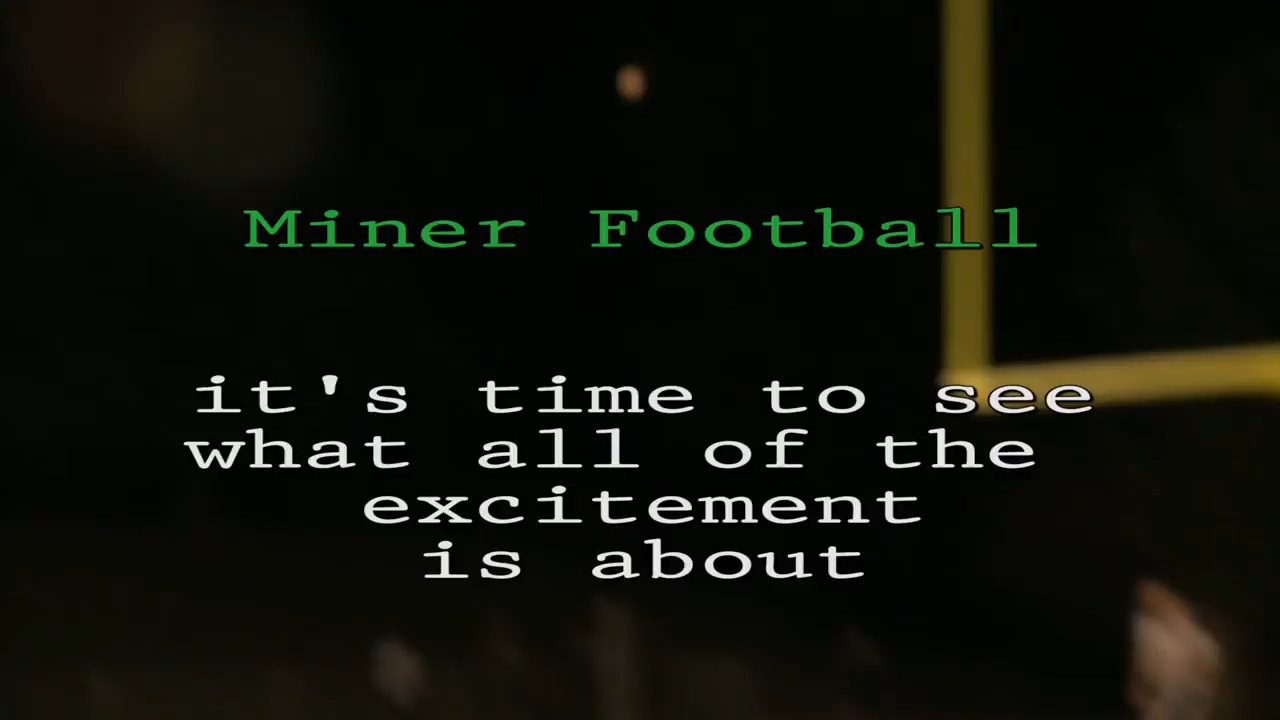 Miner Football
it's time to see
what all of the
excitement
is about